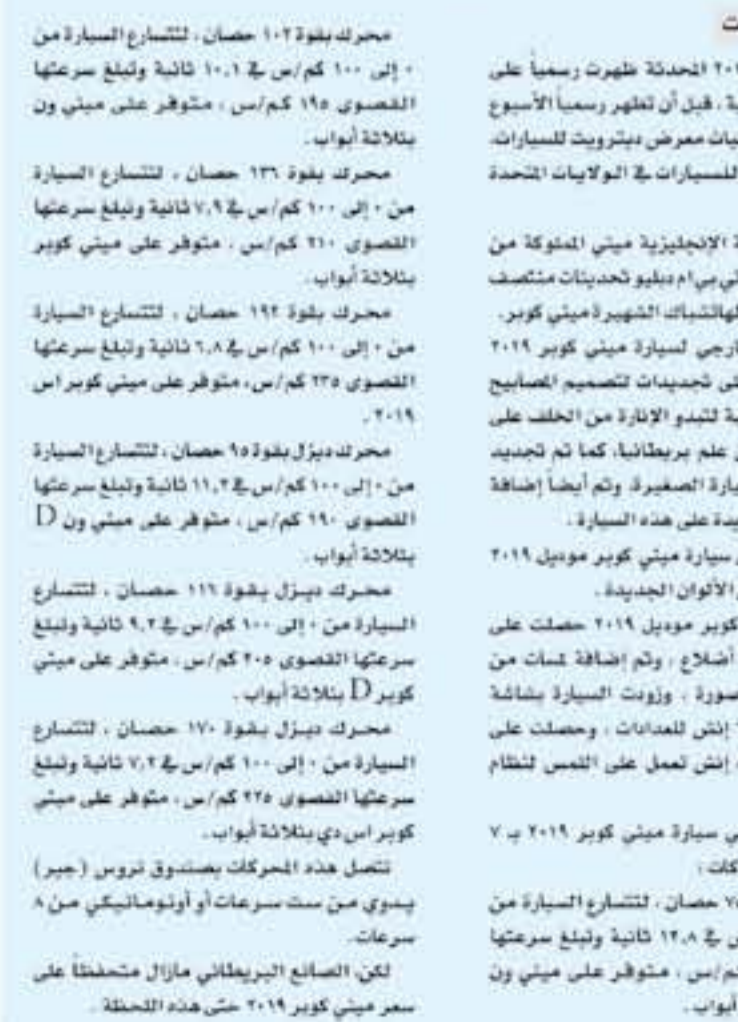 ت
٢٠١ المحدثة ظهرت رسمياً على
ية ، قبل أن تظهر رسمياً الأسبوع
يات معرض ديترويت للسيارات،
للسيارات في الولايات المتحدة
ة الإنجليزية ميني المملوكة من
ي بي ام دبليو تحديثات منتصف
لهاتشباك الشهيرة ميني كوبر.
ارجي لسيارة ميني كوبر ٢٠١٩
لى تجديدات لتصميم المصابيح
ية لتبدو الإنارة من الخلف على
ل علم بريطانيا، كما تم تجديد
يارة الصغيرة، وتم أيضاً إضافة
يدة على هذه السيارة .
سيارة ميني كوبر موديل ٢٠١٩
الألوان الجديدة .
كوبر موديل ٢٠١٩ حصلت على
أضلاع ، وتم إضافة لمسات من
صورة ، وزودت السيارة بشاشة
إنش للعدادات ، وحصلت على
إنش تعمل على اللمس لنظام
ي سيارة ميني كوبر ٢٠١٩ بـ ٧
كات :
٧٥ حصان ، لتتسارع السيارة من
س في ١٢,٨ ثانية وتبلغ سرعتها
كم/س ، متوفر على ميني ون
أبواب .
محرك بقوة ١٠٢ حصان ، لتتسارع السيارة من
٠ إلى ١٠٠ كم/س في ١٠,١ ثانية وتبلغ سرعتها
القصوى ١٩٥ كم/س ، متوفر على ميني ون
بثلاثة أبواب .
محرك بقوة ١٣٦ حصان ، لتتسارع السيارة
من ٠ إلى ١٠٠ كم/س في ٧,٩ ثانية وتبلغ سرعتها
القصوى ٢١٠ كم/س ، متوفر على ميني كوبر
بثلاثة أبواب .
محرك بقوة ١٩٢ حصان ، لتتسارع السيارة
من ٠ إلى ١٠٠ كم/س في ٦,٨ ثانية وتبلغ سرعتها
القصوى ٢٣٥ كم/س، متوفر على ميني كوبر اس
٢٠١٩ .
محرك ديزل بقوة ٩٥ حصان ، لتتسارع السيارة
من ٠ إلى ١٠٠ كم/س في ١١,٢ ثانية وتبلغ سرعتها
القصوى ١٩٠ كم/س ، متوفر على ميني ون D
بثلاثة أبواب .
محرك ديزل بقوة ١١٦ حصان ، لتتسارع
السيارة من ٠ إلى ١٠٠ كم/س في ٩,٢ ثانية وتبلغ
سرعتها القصوى ٢٠٥ كم/س ، متوفر على ميني
كوبر D بثلاثة أبواب .
محرك ديزل بقوة ١٧٠ حصان ، لتتسارع
السيارة من ٠ إلى ١٠٠ كم/س في ٧,٢ ثانية وتبلغ
سرعتها القصوى ٢٢٥ كم/س ، متوفر على ميني
كوبر اس دي بثلاثة أبواب .
تتصل هذه المحركات بصندوق تروس (جير)
يدوي من ست سرعات أو أوتوماتيكي من ٨
سرعات.
لكن الصانع البريطاني مازال متحفظاً على
سعر ميني كوبر ٢٠١٩ حتى هذه اللحظة .